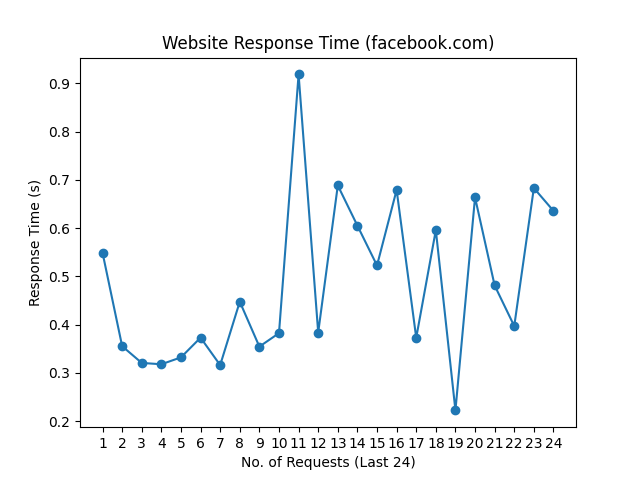 Website Response Time (facebook.com)
Response Time (s)
0.9
0.8
0.7
0.6
0.5
0.4
0.3
0.2
1 2 3 4 5 6 7 8 9 10 11 12 13 14 15 16 17 18 19 20 21 22 23 24
No. of Requests (Last 24)